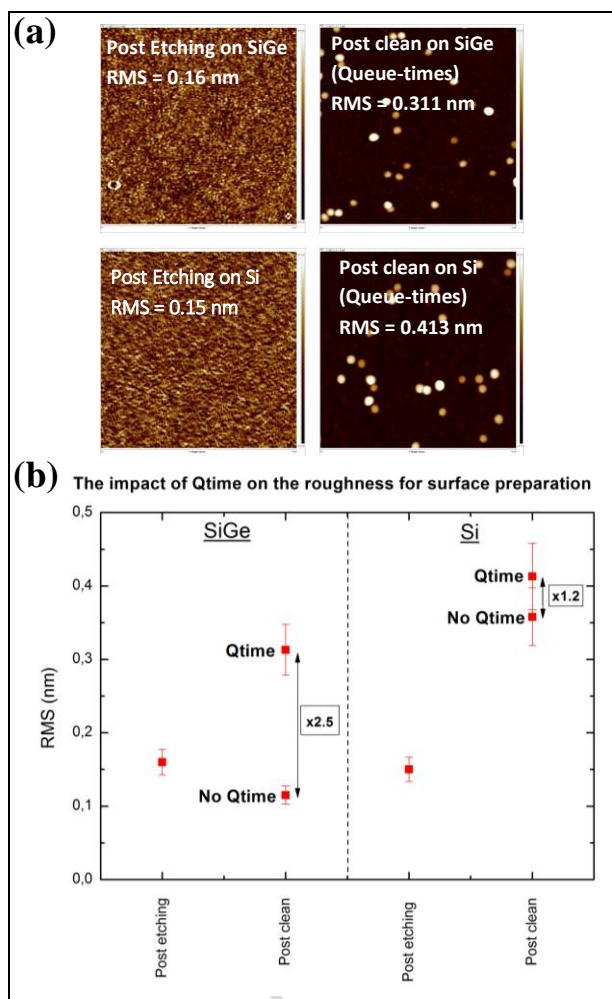 (a)
Post Etching on SiGe
RMS = 0.16 nm
Post clean on SiGe
(Queue-times)
RMS = 0.311 nm
Post Etching on Si
RMS = 0.15 nm
Post clean on Si
(Queue-times)
RMS = 0.413 nm
(b)
The impact of Qtime on the roughness for surface preparation
RMS (nm)
0,5
0,4
0,3
0,2
0,1
0,0
SiGe
Si
Qtime
x2.5
No Qtime
Qtime
x1.2
No Qtime
Post etching
Post clean
Post etching
Post clean